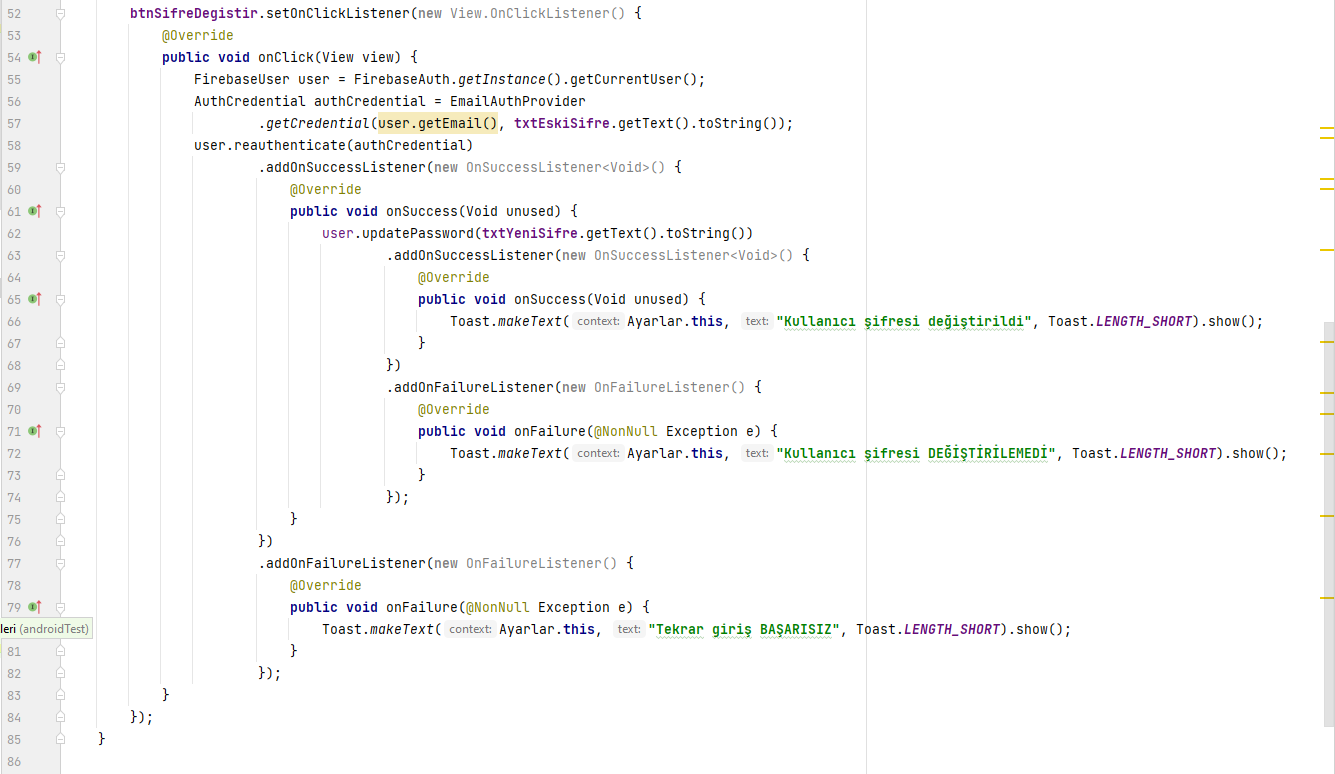 52 btnSifreDegistir.setOnClickListener(new View.OnClickListener() {
53 @Override
54 public void onClick(View view) {
55 FirebaseUser user = FirebaseAuth.getInstance().getCurrentUser();
56 AuthCredential authCredential = EmailAuthProvider
57 .getCredential(user.getEmail(), txtEskiSifre.getText().toString());
58 user.reauthenticate(authCredential)
59 .addOnSuccessListener(new OnSuccessListener<Void>() {
60 @Override
61 public void onSuccess(Void unused) {
62 user.updatePassword(txtYeniSifre.getText().toString())
63 .addOnSuccessListener(new OnSuccessListener<Void>() {
64 @Override
65 public void onSuccess(Void unused) {
66 Toast.makeText( context: Ayarlar.this, text: "Kullanıcı şifresi değiştirildi", Toast.LENGTH_SHORT).show();
67 }
68 })
69 .addOnFailureListener(new OnFailureListener() {
70 @Override
71 public void onFailure(@NonNull Exception e) {
72 Toast.makeText( context: Ayarlar.this, text: "Kullanıcı şifresi DEĞİŞTİRİLEMEDİ", Toast.LENGTH_SHORT).show();
73 }
74 });
75 }
76 })
77 .addOnFailureListener(new OnFailureListener() {
78 @Override
79 public void onFailure(@NonNull Exception e) {
leri (androidTest) Toast.makeText( context: Ayarlar.this, text: "Tekrar giriş BAŞARISIZ", Toast.LENGTH_SHORT).show();
81 }
82 });
83 }
84 });
85 }
86